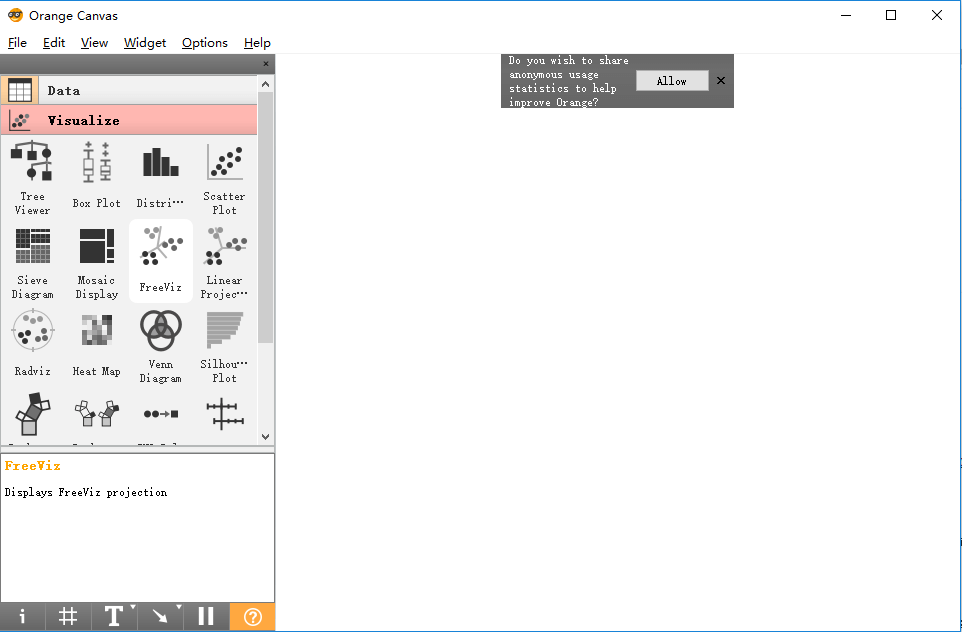 Orange Canvas
File Edit View Widget Options Help
Do you wish to share
anonymous usage
statistics to help
improve Orange?
Allow
Data
Visualize
Tree
Viewer
Box Plot
Distri···
Scatter
Plot
Sieve
Diagram
Mosaic
Display
FreeViz
Linear
Projec···
Radviz
Heat Map
Venn
Diagram
Silhou···
Plot
FreeViz
Displays FreeViz projection